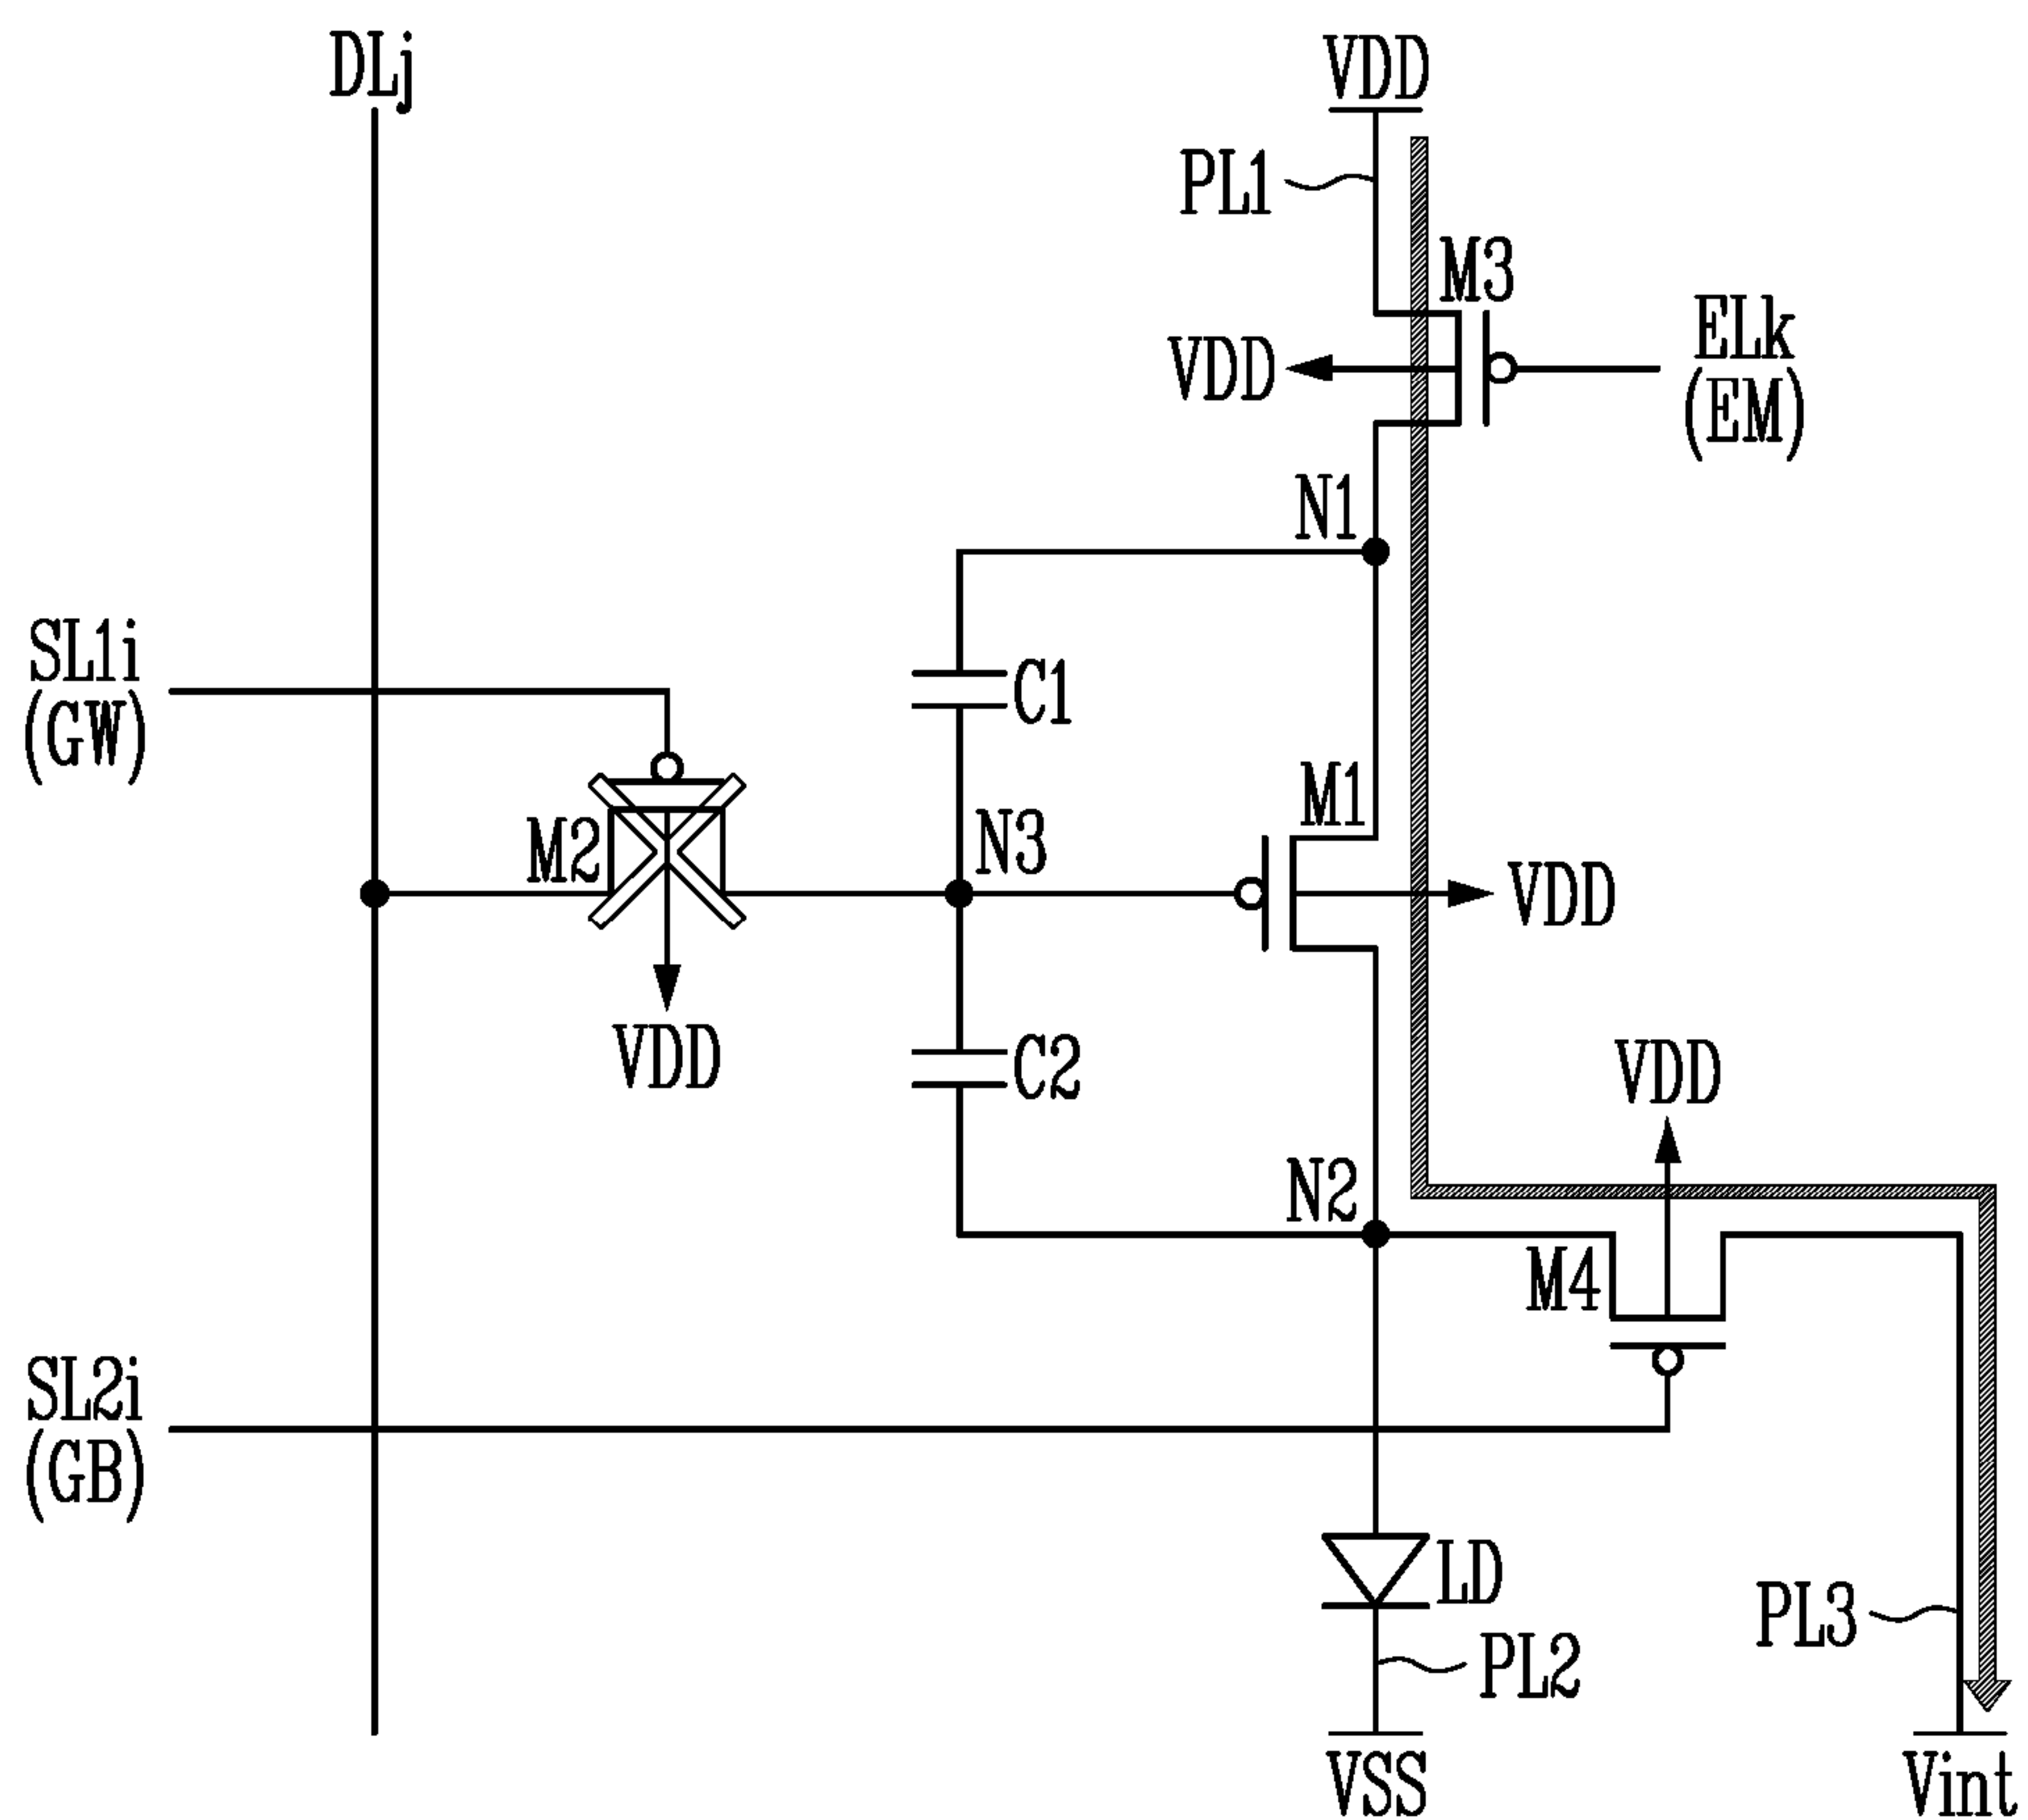 DLj
VDD
PL1
M3
VDD
ELk
(EM)
N1
SL1i
(GW)
C1
M1
M2
N3
VDD
VDD
C2
VDD
N2
M4
SL2i
(GB)
LD
PL3
PL2
VSS
Vint